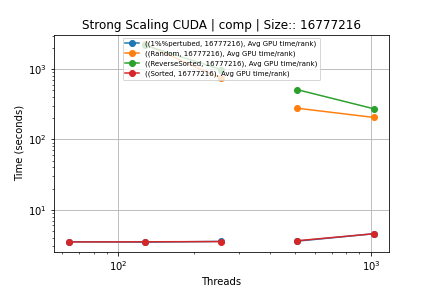 Strong Scaling CUDA | comp | Size:: 16777216
((1%%pertubed, 16777216), Avg GPU time/rank)
((Random, 16777216), Avg GPU time/rank)
((ReverseSorted, 16777216), Avg GPU time/rank)
((Sorted, 16777216), Avg GPU time/rank)
Time (seconds)
10³
10²
10¹
10² 10³
Threads